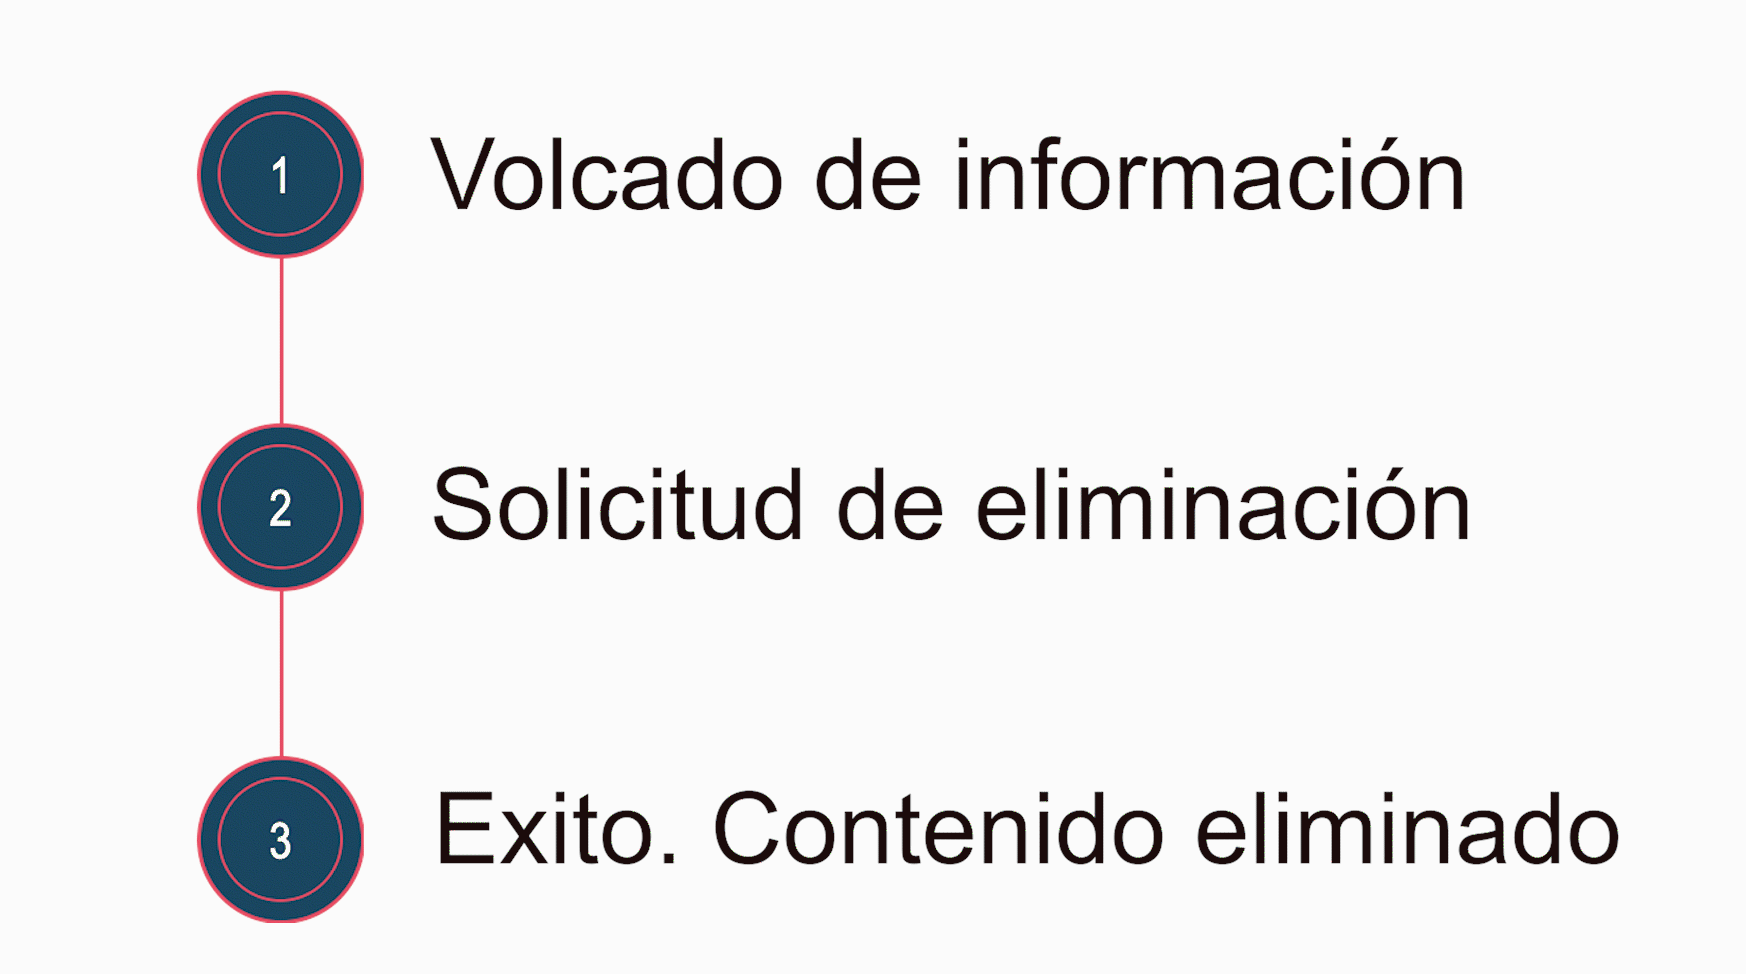 1
Volcado de información
2
Solicitud de eliminación
3
Exito. Contenido eliminado